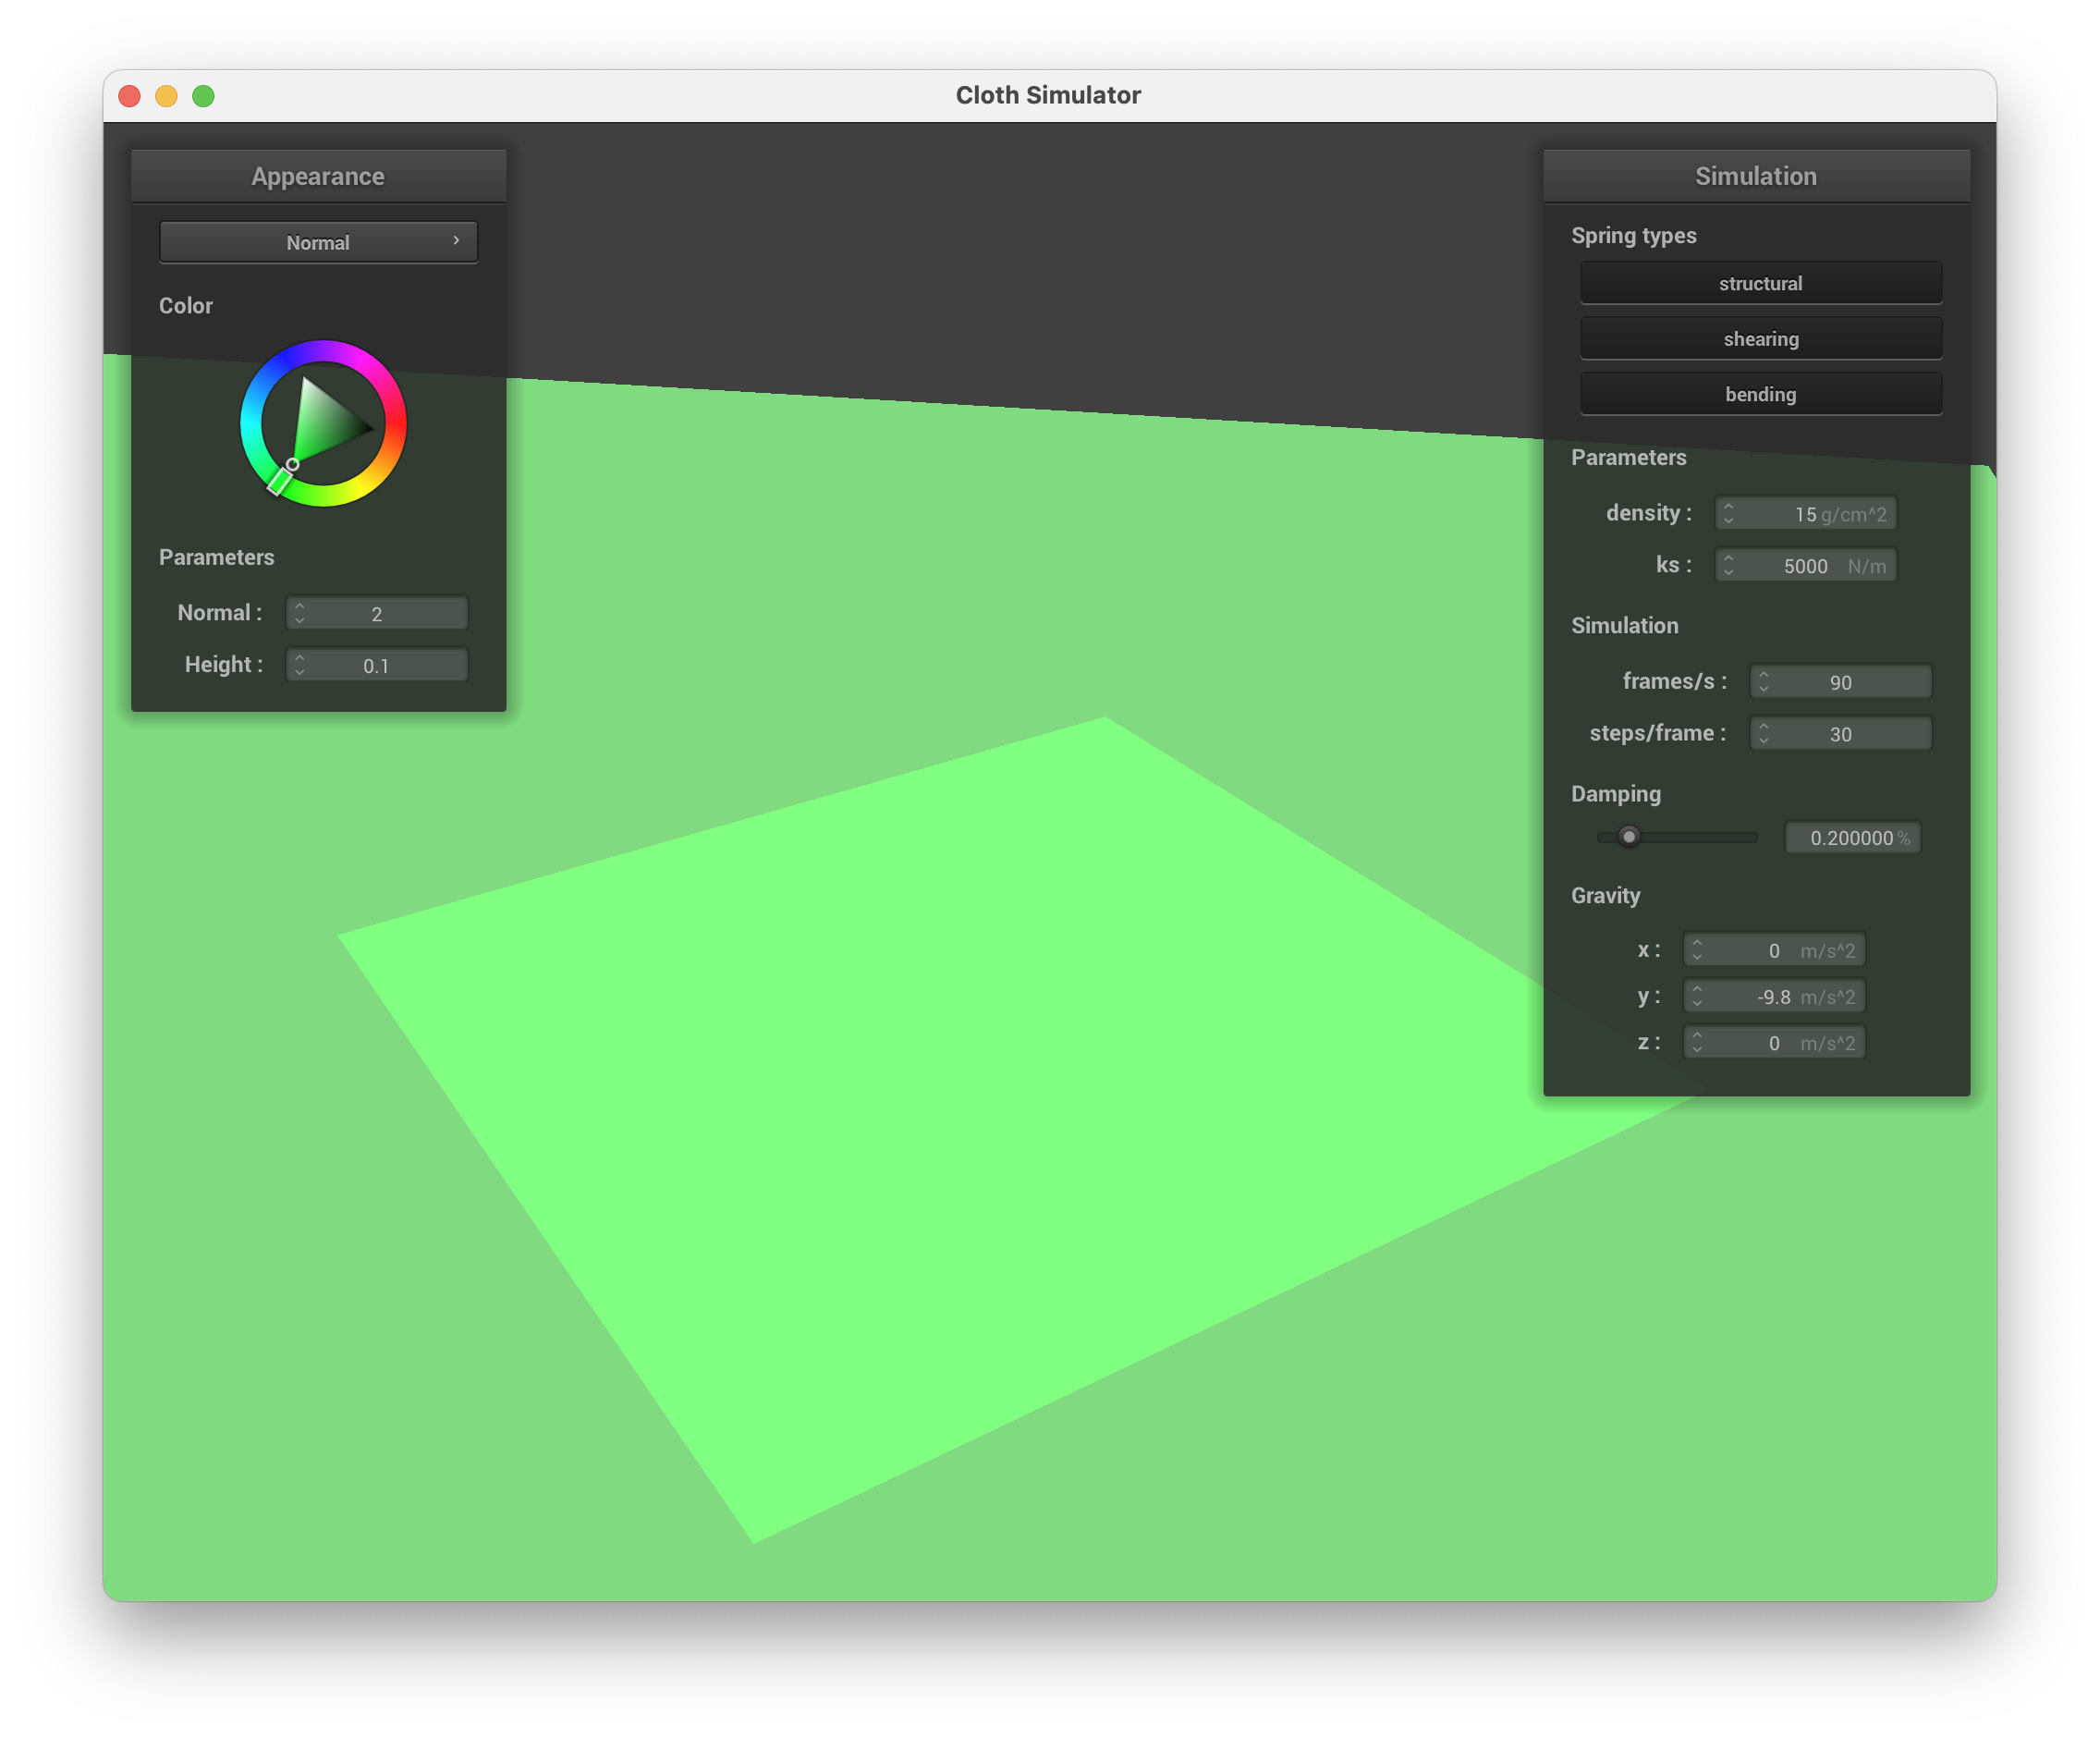 Cloth Simulator
Appearance
Normal
Color
Parameters
Normal : 2
Height : 0.1
Simulation
Spring types
structural
shearing
bending
Parameters
density : 15 g/cm^2
ks : 5000 N/m
Simulation
frames/s : 90
steps/frame : 30
Damping
0.200000 %
Gravity
x : 0 m/s^2
y : -9.8 m/s^2
z : 0 m/s^2